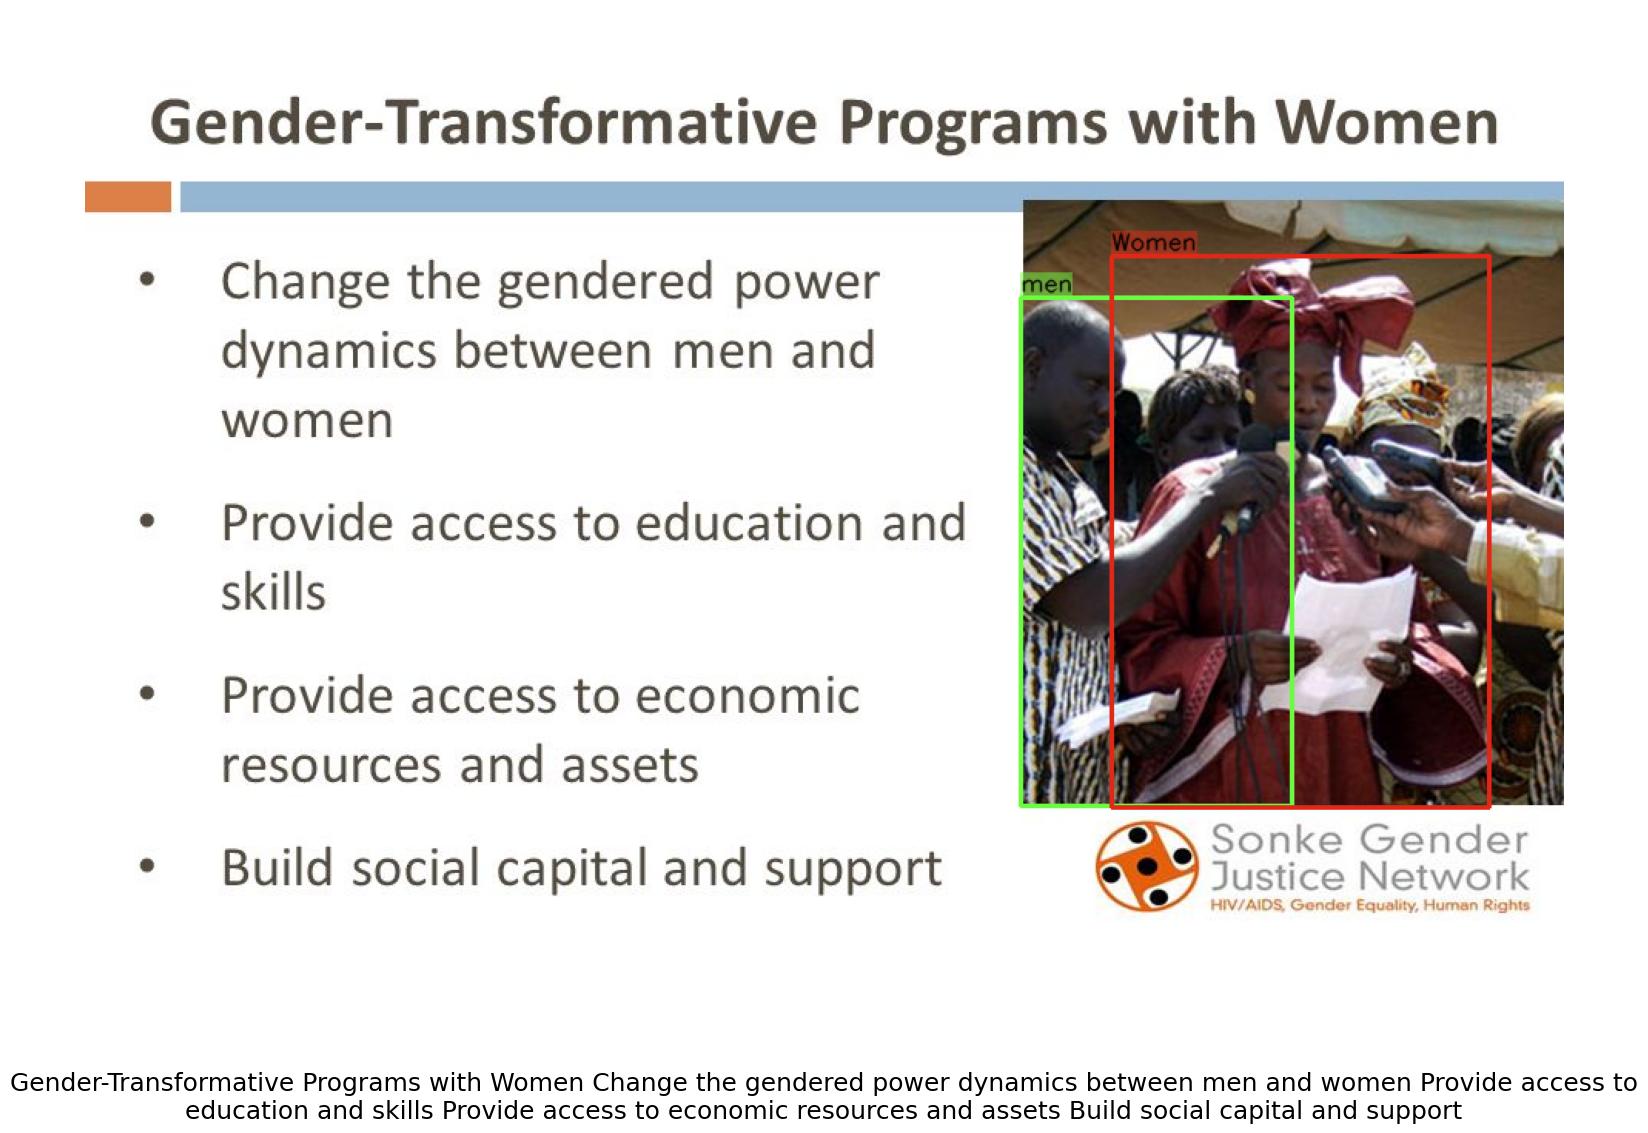 Gender-Transformative Programs with Women
• Change the gendered power
dynamics between men and
women
• Provide access to education and
skills
• Provide access to economic
resources and assets
• Build social capital and support
Women
men
Sonke Gender
Justice Network
HIV/AIDS, Gender Equality, Human Rights
Gender-Transformative Programs with Women Change the gendered power dynamics between men and women Provide access to
education and skills Provide access to economic resources and assets Build social capital and support